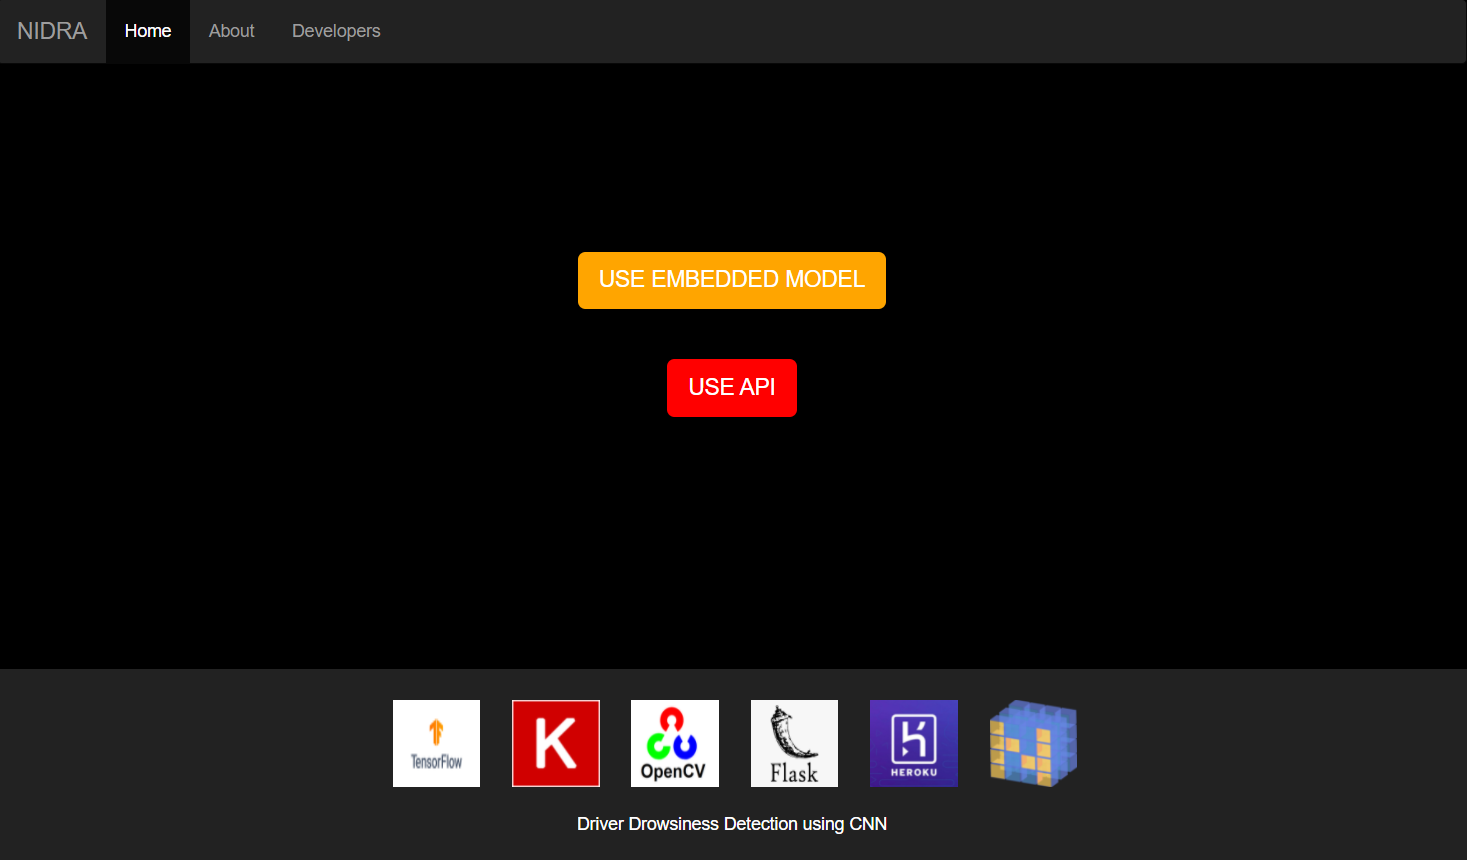 NIDRA Home About Developers
USE EMBEDDED MODEL
USE API
TensorFlow K OpenCV Flask HEROKU
Driver Drowsiness Detection using CNN